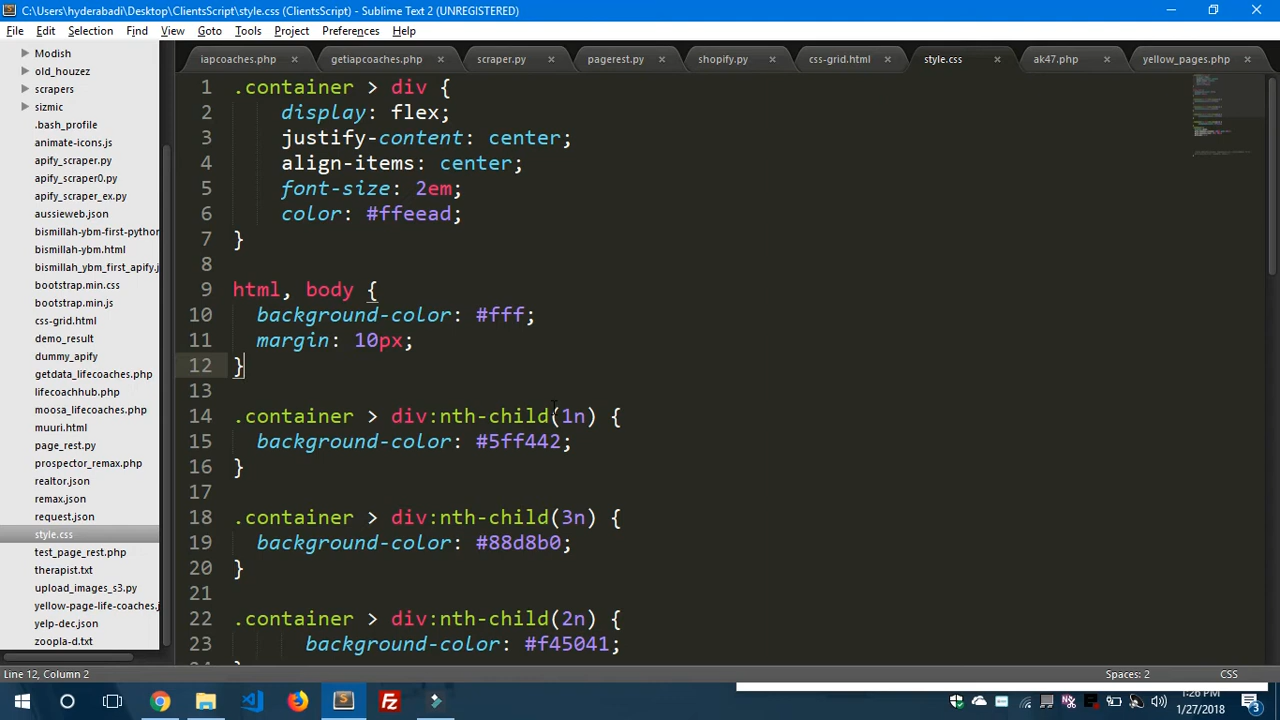 C:\Users\hyderabadi\Desktop\ClientsScript\style.css (ClientsScript) - Sublime Text 2 (UNREGISTERED)
File Edit Selection Find View Goto Tools Project Preferences Help
iapcoaches.php × getiapcoaches.php × scraper.py × pagerest.py × shopify.php × css-grid.html × style.css × ak47.php × yellow_pages.php ×
Modish
old_houzez
scrapers
sizmic
.bash_profile
animate-icons.js
apify_scraper.py
apify_scraper0.py
apify_scraper_ex.py
aussieweb.json
bismillah-ybm-first-python
bismillah-ybm.html
bismillah_ybm_first_apify.j
bootstrap.min.css
bootstrap.min.js
css-grid.html
demo_result
dummy_apify
getdata_lifecoaches.php
lifecoachhub.php
moosa_lifecoaches.php
muuri.html
page_rest.py
prospector_remax.php
realtor.json
remax.json
request.json
style.css
test_page_rest.php
therapist.txt
upload_images_s3.py
yellow-page-life-coaches.j
yelp-dec.json
zoopla-d.txt
1 .container > div {
2 display: flex;
3 justify-content: center;
4 align-items: center;
5 font-size: 2em;
6 color: #ffeead;
7 }
8
9 html, body {
10 background-color: #fff;
11 margin: 10px;
12 }
13
14 .container > div:nth-child(1n) {
15 background-color: #5ff442;
16 }
17
18 .container > div:nth-child(3n) {
19 background-color: #88d8b0;
20 }
21
22 .container > div:nth-child(2n) {
23 background-color: #f45041;
Line 12, Column 2 Spaces: 2 CSS
1:26 PM
1/27/2018
3